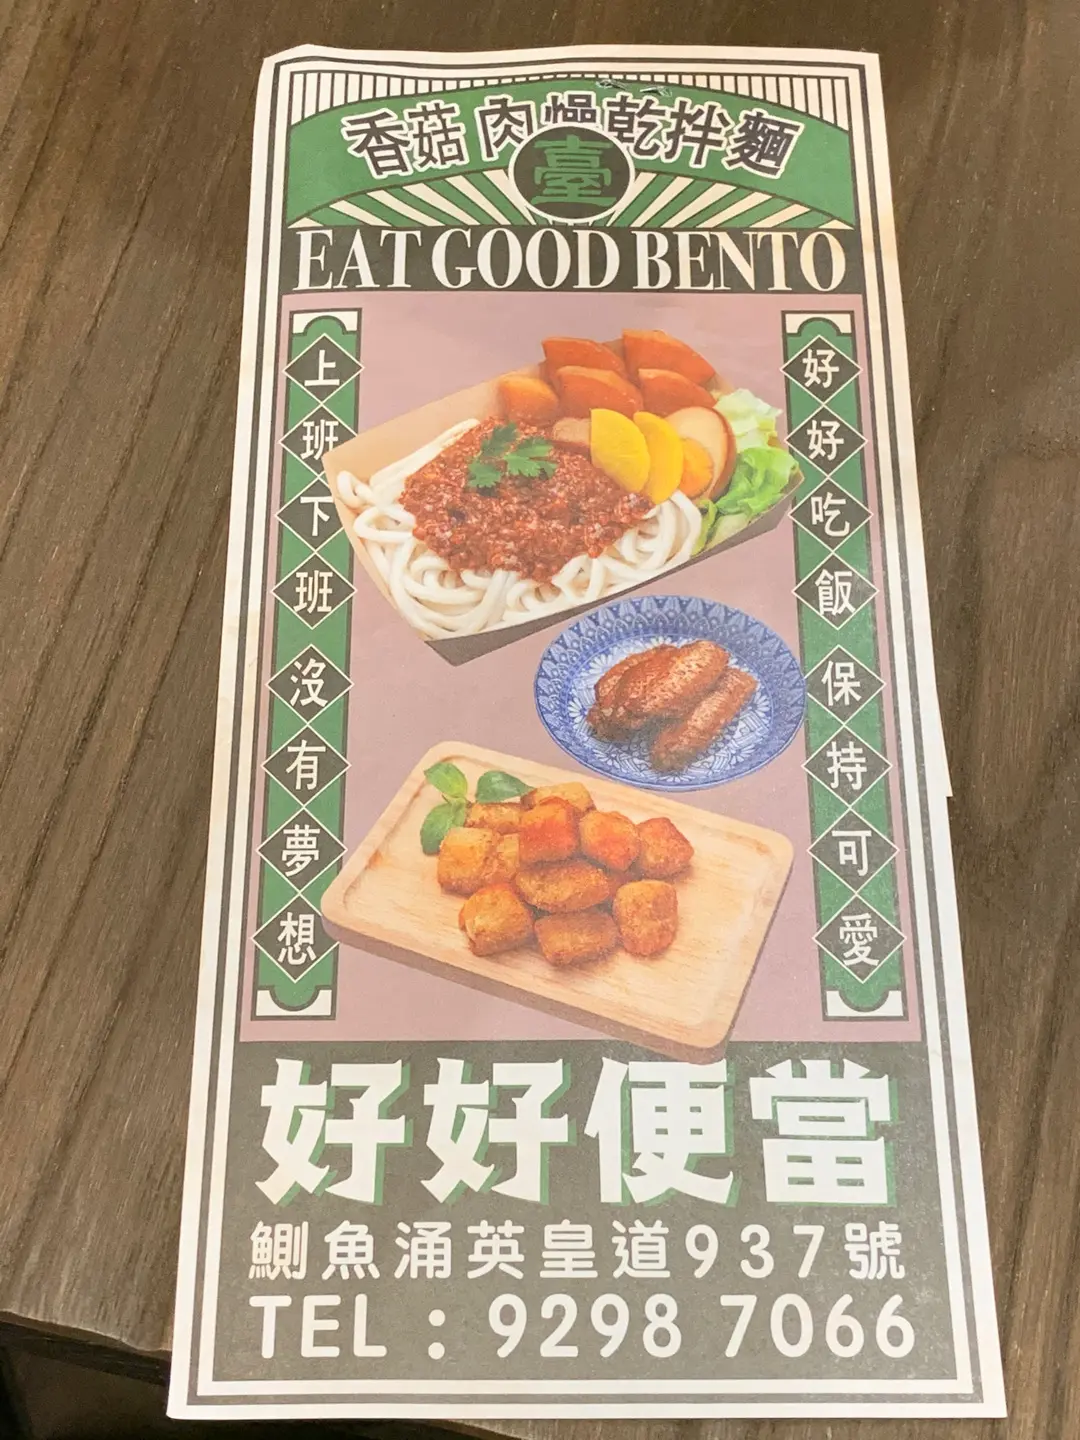 香菇肉燥乾拌麵
臺
EAT GOOD BENTO
好好吃飯保持可愛
上班下班沒有夢想
好好便當
鰂魚涌英皇道937號
TEL : 9298 7066